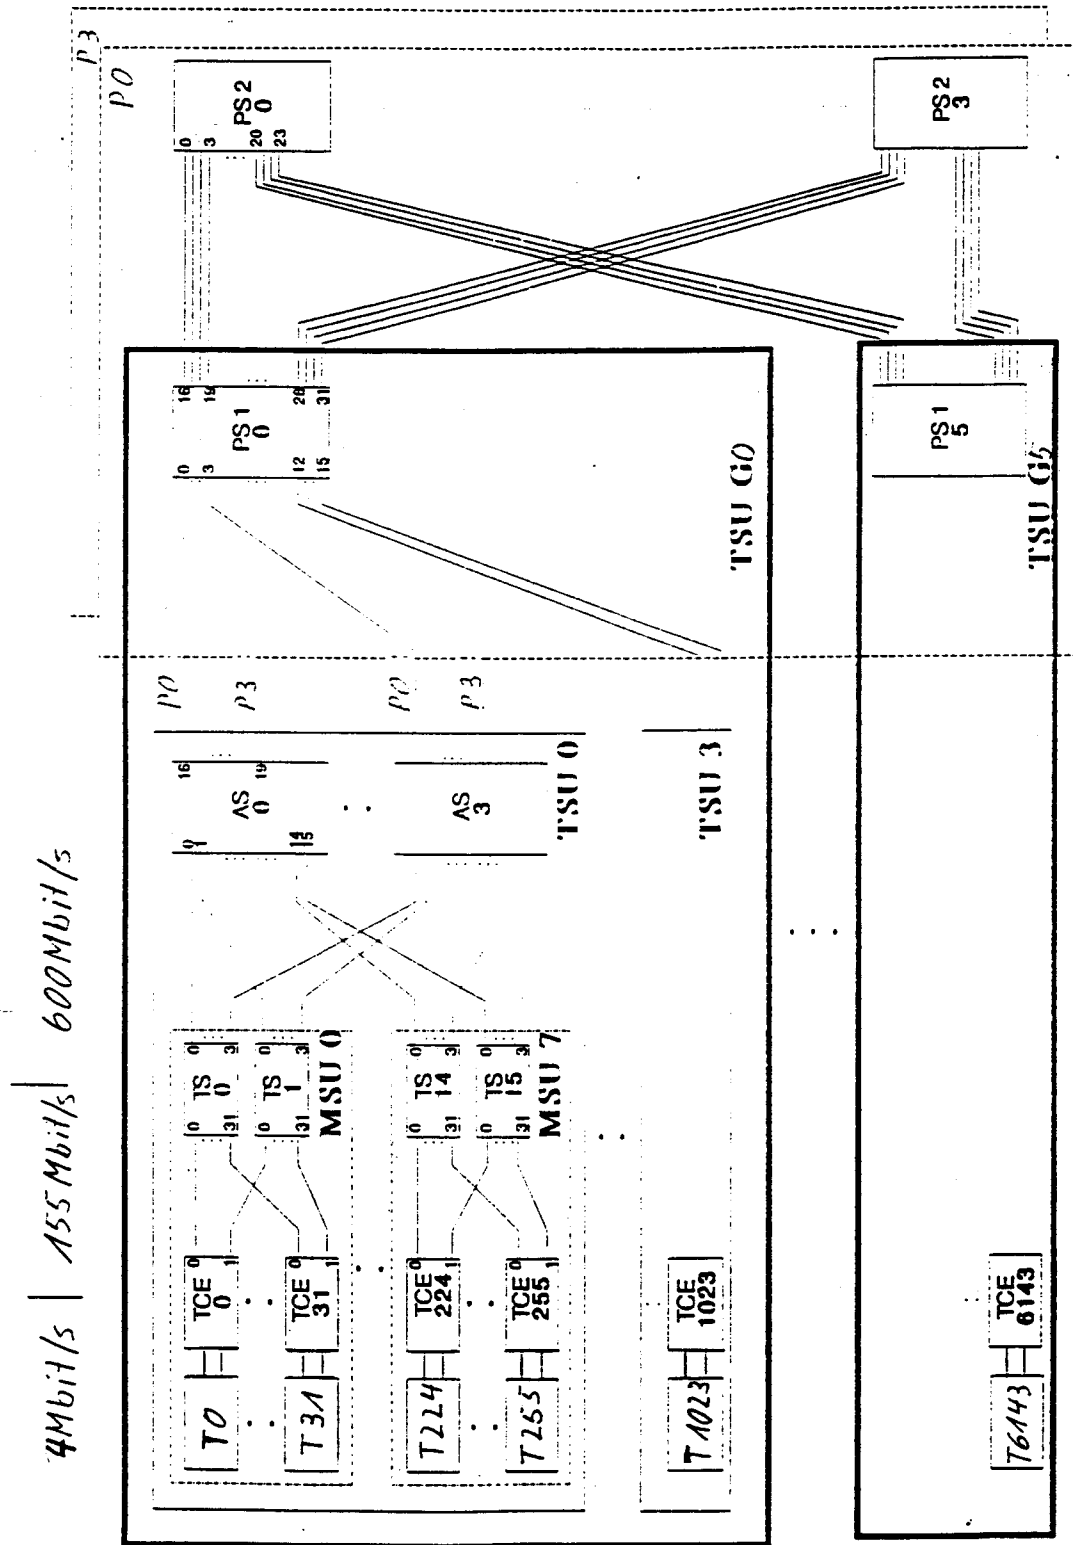 4Mbit/s | 155Mbit/s | 600Mbit/s
P3
P0
PS2 0
0 3 20 23
PS2 3
16 19 28 31
PS1 0
0 3 12 15
PS1 5
TSU G0
TSU G5
P0 P3 P0 P3
16 19
AS 0
0 1 14 15
AS 3
TSU 0
TSU 3
0 3 0 3
TS 0
TS 1
0 31 0 31
MSU 0
0 3 0 3
TS 14
TS 15
0 31 0 31
MSU 7
TCE 0
0 1
TCE 31
0 1
TCE 224
0 1
TCE 255
0 1
TCE 1023
TCE 6143
T0
T31
T224
T255
T1023
T6143